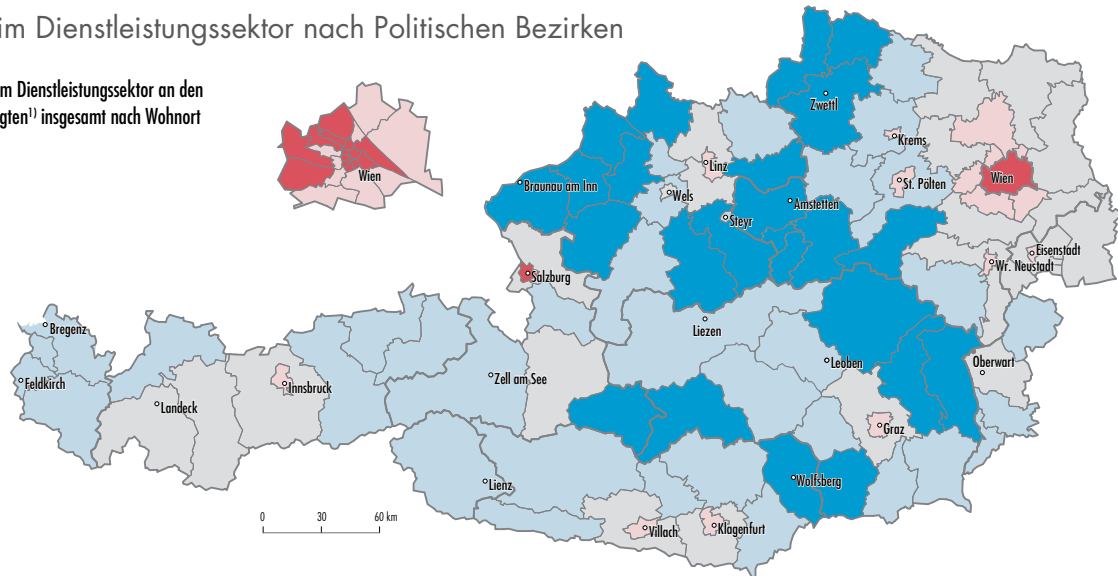 im Dienstleistungssektor nach Politischen Bezirken
im Dienstleistungssektor an den
gten¹⁾ insgesamt nach Wohnort
Wien
Zwettl
Krems
Linz
St. Pölten
Wien
Braunau am Inn
Wels
Amstetten
Steyr
Eisenstadt
Wr. Neustadt
Salzburg
Bregenz
Liezen
Leoben
Oberwart
Feldkirch
Innsbruck
Zell am See
Landeck
Graz
Lienz
Wolfsberg
0 30 60 km
Villach
Klagenfurt